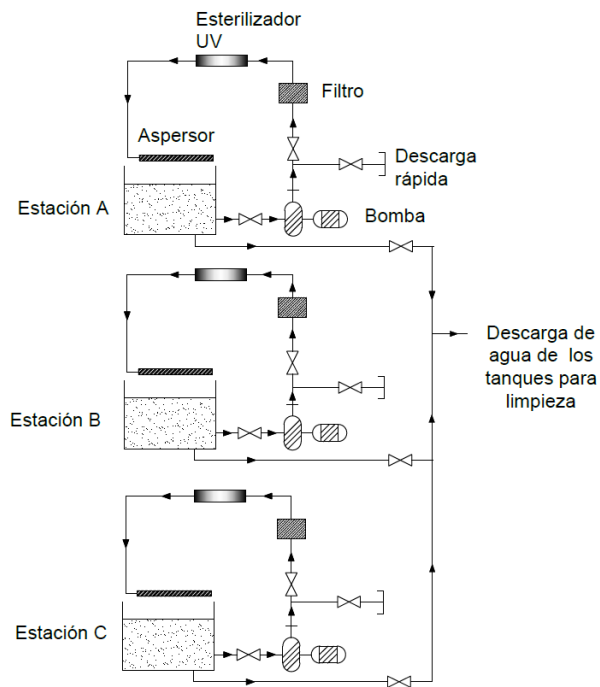 Esterilizador
UV
Filtro
Aspersor
Descarga
rápida
Estación A
Bomba
Descarga de
agua de los
tanques para
limpieza
Estación B
Estación C